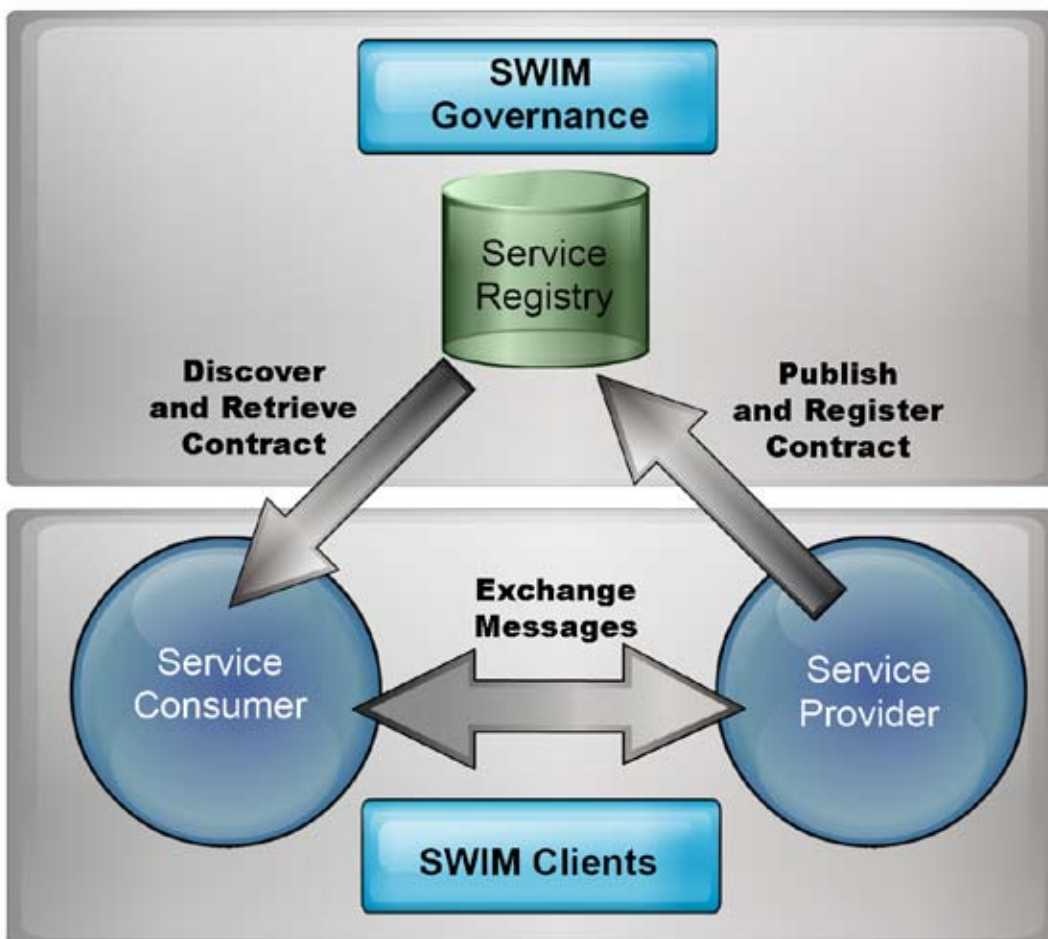 SWIM
Governance
Service
Registry
Discover
and Retrieve
Contract
Publish
and Register
Contract
Exchange
Messages
Service
Consumer
Service
Provider
SWIM Clients